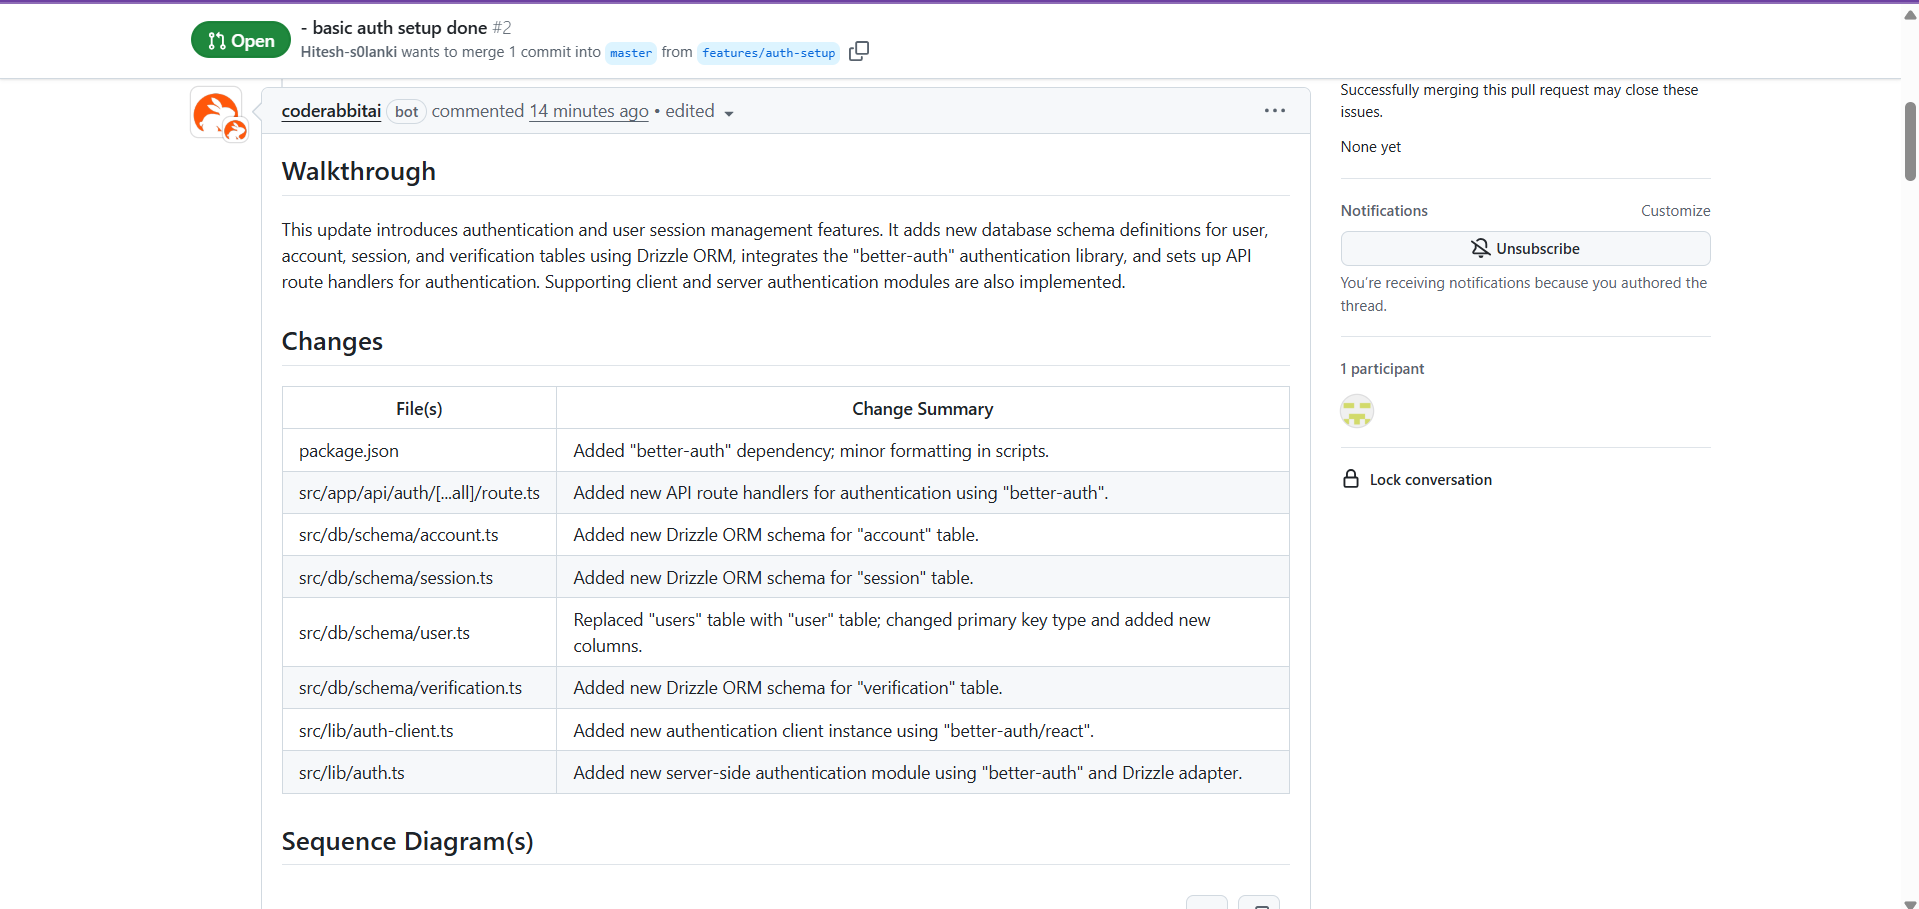 Open
- basic auth setup done #2
Hitesh-s0lanki wants to merge 1 commit into master from features/auth-setup
coderabbitai bot commented 14 minutes ago • edited
Walkthrough
This update introduces authentication and user session management features. It adds new database schema definitions for user,
account, session, and verification tables using Drizzle ORM, integrates the "better-auth" authentication library, and sets up API
route handlers for authentication. Supporting client and server authentication modules are also implemented.
Changes
File(s) Change Summary
package.json Added "better-auth" dependency; minor formatting in scripts.
src/app/api/auth/[...all]/route.ts Added new API route handlers for authentication using "better-auth".
src/db/schema/account.ts Added new Drizzle ORM schema for "account" table.
src/db/schema/session.ts Added new Drizzle ORM schema for "session" table.
src/db/schema/user.ts Replaced "users" table with "user" table; changed primary key type and added new
columns.
src/db/schema/verification.ts Added new Drizzle ORM schema for "verification" table.
src/lib/auth-client.ts Added new authentication client instance using "better-auth/react".
src/lib/auth.ts Added new server-side authentication module using "better-auth" and Drizzle adapter.
Sequence Diagram(s)
Successfully merging this pull request may close these
issues.
None yet
Notifications Customize
Unsubscribe
You're receiving notifications because you authored the
thread.
1 participant
Lock conversation